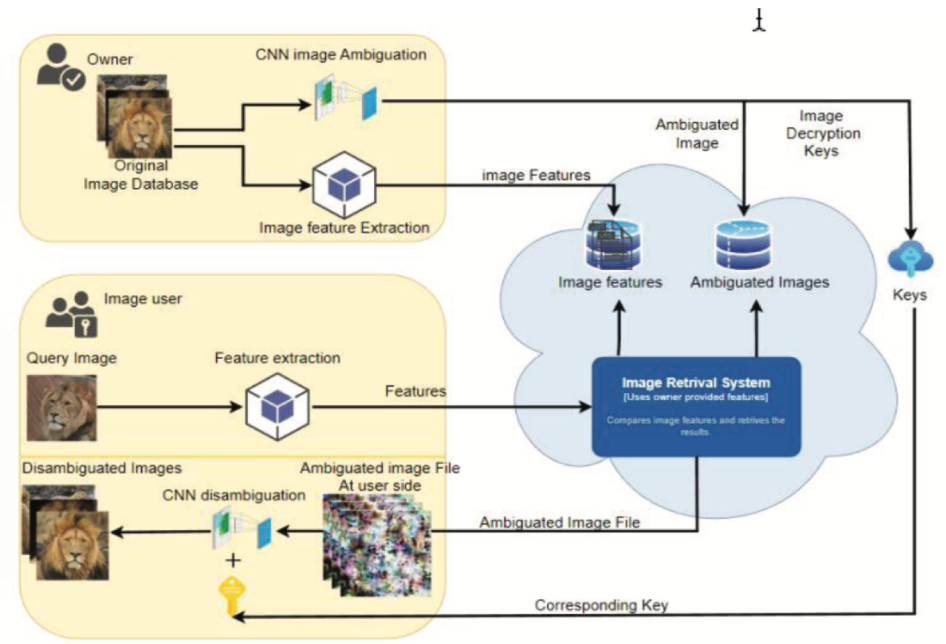 Owner
CNN image Ambiguation
Original
Image Database
Image feature Extraction
image Features
Ambiguated
Image
Image
Decryption
Keys
Image features
Ambiguated Images
Keys
Image user
Query Image
Feature extraction
Features
Image Retrival System
[Uses owner provided features]
Compares image features and retrives the
results.
Disambiguated Images
CNN disambiguation
+
Ambiguated image File
At user side
Ambiguated Image File
Corresponding Key